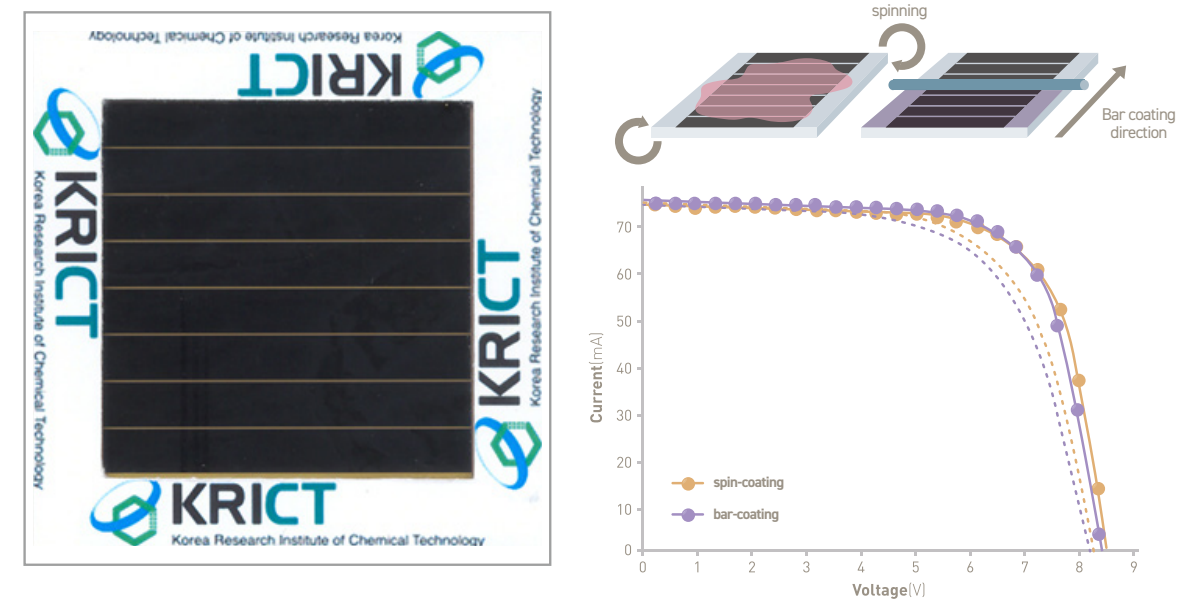 Korea Research Institute of Chemical Technology
KRICT
KRICT
Korea Research Institute of Chemical Technology
KRICT
Korea Research Institute of Chemical Technology
KRICT
Korea Research Institute of Chemical Technology
spinning
Bar coating
direction
Current(mA)
70
60
50
40
30
20
10
0
spin-coating
bar-coating
0 1 2 3 4 5 6 7 8 9
Voltage(V)